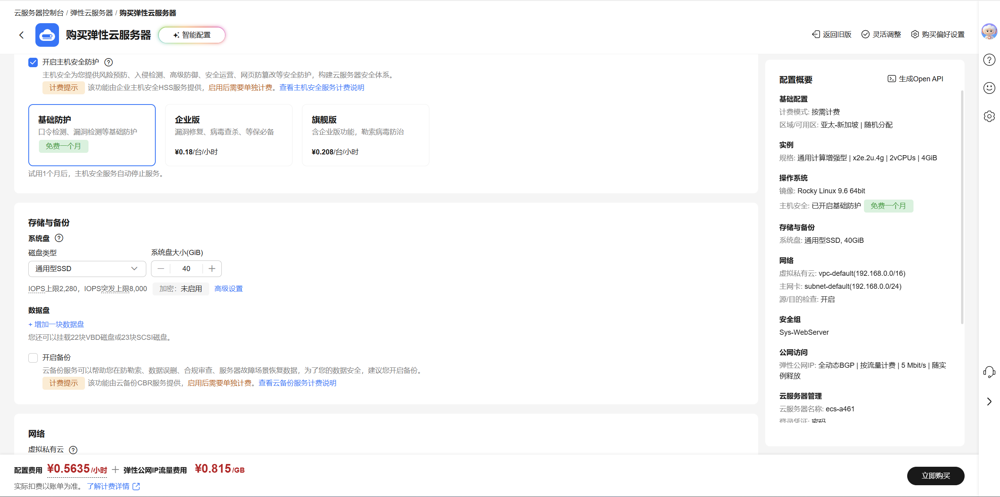 云服务器控制台 / 弹性云服务器 / 购买弹性云服务器
购买弹性云服务器
智能配置
返回旧版
灵活调整
购买偏好设置
开启主机安全防护
主机安全为您提供风险预防、入侵检测、高级防御、安全运营、网页防篡改等安全防护，构建云服务器安全体系。
计费提示 该功能由企业主机安全HSS服务提供，启用后需要单独计费。查看主机安全服务计费说明
基础防护
口令检测、漏洞检测等基础防护
免费一个月
企业版
漏洞修复、病毒查杀、等保必备
¥0.18/台/小时
旗舰版
含企业版功能，勒索病毒防治
¥0.208/台/小时
试用1个月后，主机安全服务自动停止服务。
存储与备份
系统盘
磁盘类型
系统盘大小(GiB)
通用型SSD
40
IOPS上限2,280，IOPS突发上限8,000 加密：未启用 高级设置
数据盘
+ 增加一块数据盘
您还可以挂载22块VBD磁盘或23块SCSI磁盘。
开启备份
云备份服务可以帮助您在防勒索、数据误删、合规审查、服务器故障场景恢复数据，为了您的数据安全，建议您开启备份。
计费提示 该功能由云备份CBR服务提供，启用后需要单独计费。查看云备份服务计费说明
网络
虚拟私有云
配置概要
生成Open API
基础配置
计费模式: 按需计费
区域/可用区: 亚太-新加坡 | 随机分配
实例
规格: 通用计算增强型 | x2e.2u.4g | 2vCPUs | 4GiB
操作系统
镜像: Rocky Linux 9.6 64bit
主机安全: 已开启基础防护 免费一个月
存储与备份
系统盘: 通用型SSD, 40GiB
网络
虚拟私有云: vpc-default(192.168.0.0/16)
主网卡: subnet-default(192.168.0.0/24)
源/目的检查: 开启
安全组
Sys-WebServer
公网访问
弹性公网IP: 全动态BGP | 按流量计费 | 5 Mbit/s | 随实
例释放
云服务器管理
云服务器名称: ecs-a461
登录凭证: 密码
配置费用 ¥0.5635/小时 + 弹性公网IP流量费用 ¥0.815/GB
实际扣费以账单为准。 了解计费详情
立即购买